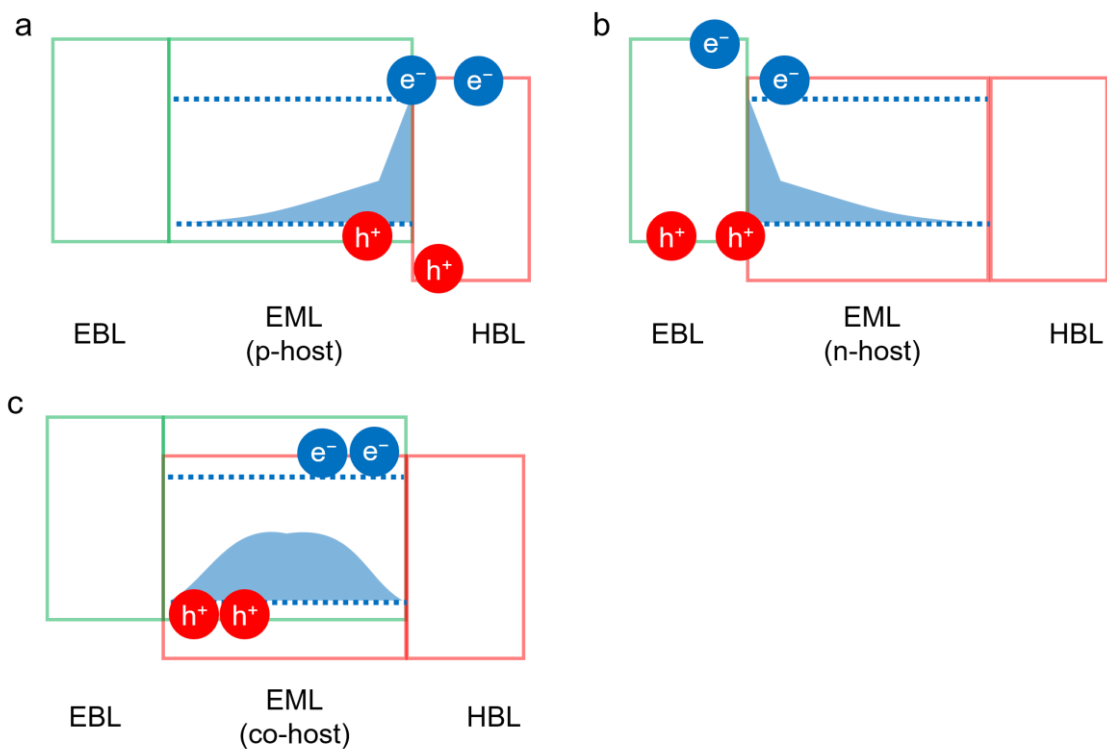 a
e⁻ e⁻
h⁺
h⁺
EBL
EML
(p-host)
HBL
b
e⁻
e⁻
h⁺ h⁺
EBL
EML
(n-host)
HBL
c
e⁻ e⁻
h⁺ h⁺
EBL
EML
(co-host)
HBL